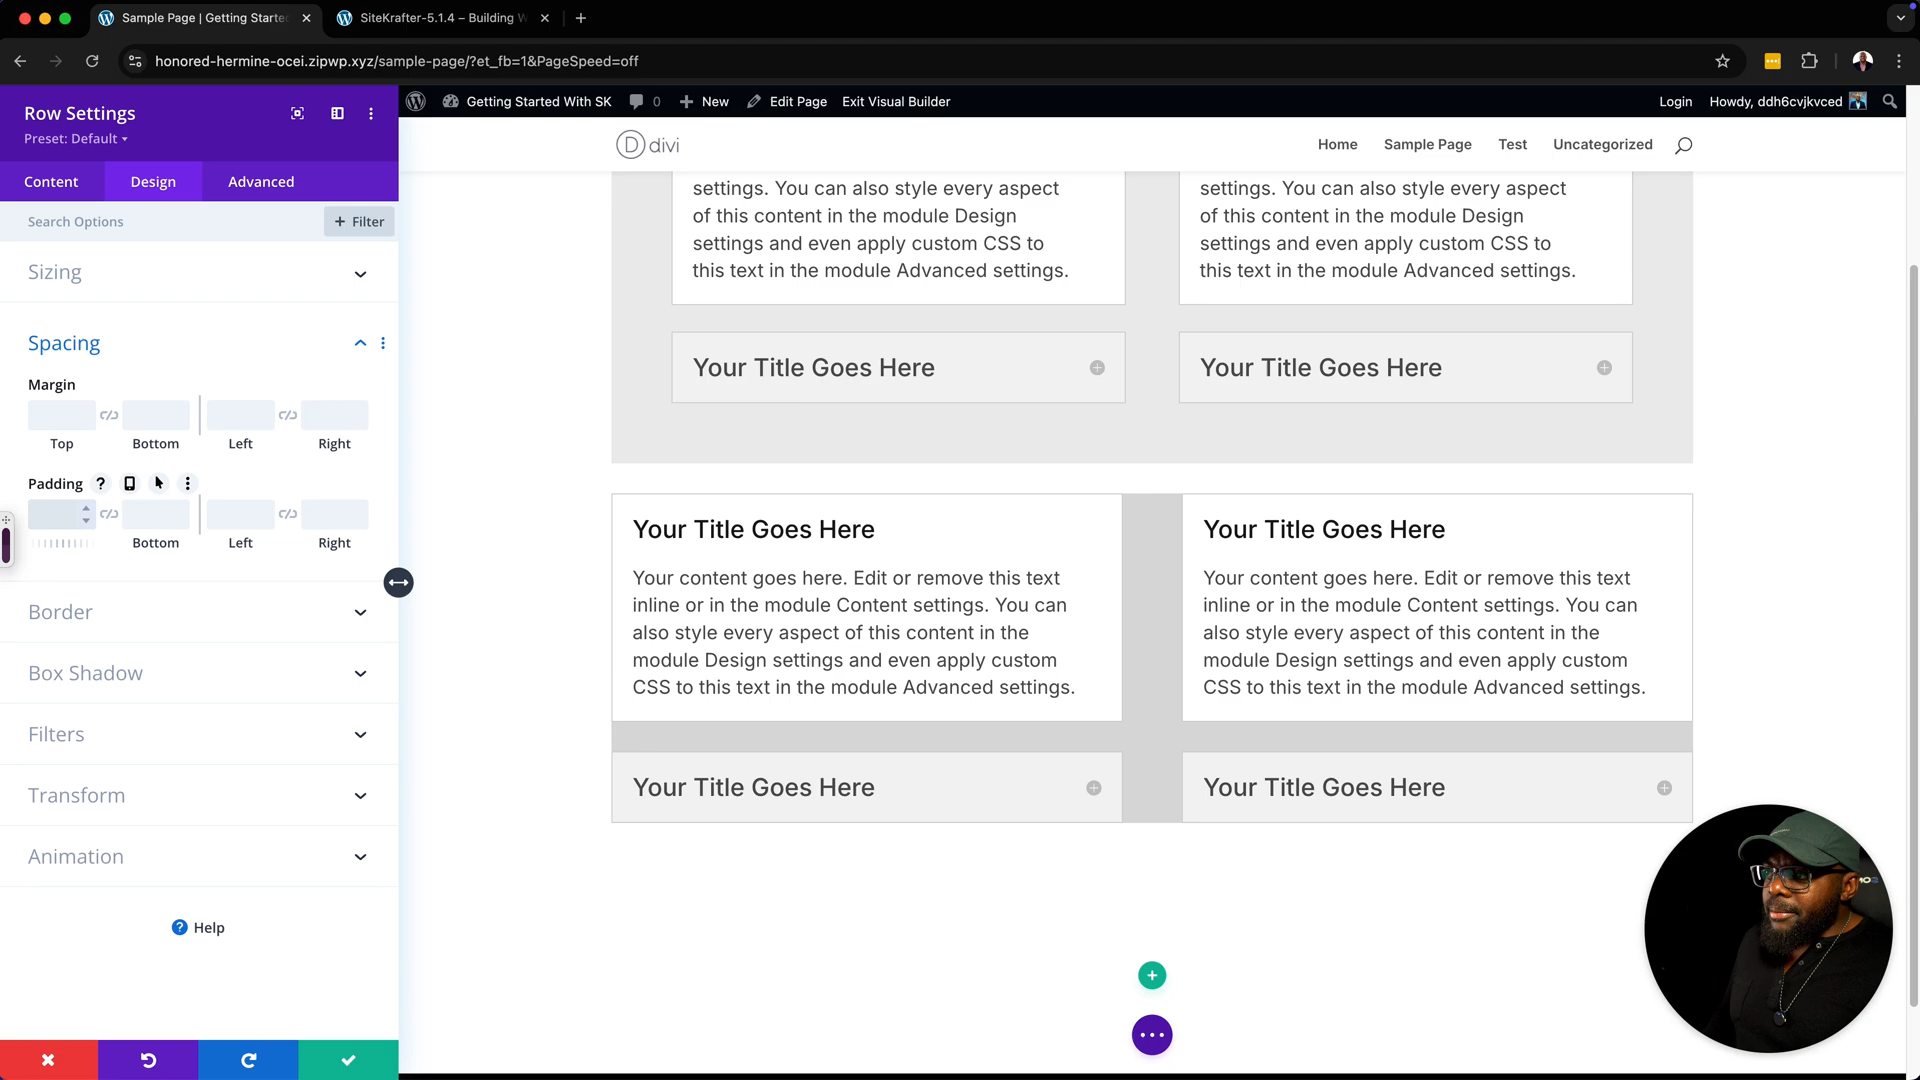 Sample Page | Getting Starte
SiteKrafter-5.1.4 – Building W
honored-hermine-ocei.zipwp.xyz/sample-page/?et_fb=1&PageSpeed=off
Row Settings
Preset: Default
Content
Design
Advanced
Search Options
+ Filter
Sizing
Spacing
Margin
Top
Bottom
Left
Right
Padding
?
Bottom
Left
Right
Border
Box Shadow
Filters
Transform
Animation
? Help
Getting Started With SK
0
New
Edit Page
Exit Visual Builder
Login
Howdy, ddh6cvjkvced
D divi
Home
Sample Page
Test
Uncategorized
settings. You can also style every aspect
of this content in the module Design
settings and even apply custom CSS to
this text in the module Advanced settings.
settings. You can also style every aspect
of this content in the module Design
settings and even apply custom CSS to
this text in the module Advanced settings.
Your Title Goes Here
Your Title Goes Here
Your Title Goes Here
Your content goes here. Edit or remove this text
inline or in the module Content settings. You can
also style every aspect of this content in the
module Design settings and even apply custom
CSS to this text in the module Advanced settings.
Your Title Goes Here
Your content goes here. Edit or remove this text
inline or in the module Content settings. You can
also style every aspect of this content in the
module Design settings and even apply custom
CSS to this text in the module Advanced settings.
Your Title Goes Here
Your Title Goes Here